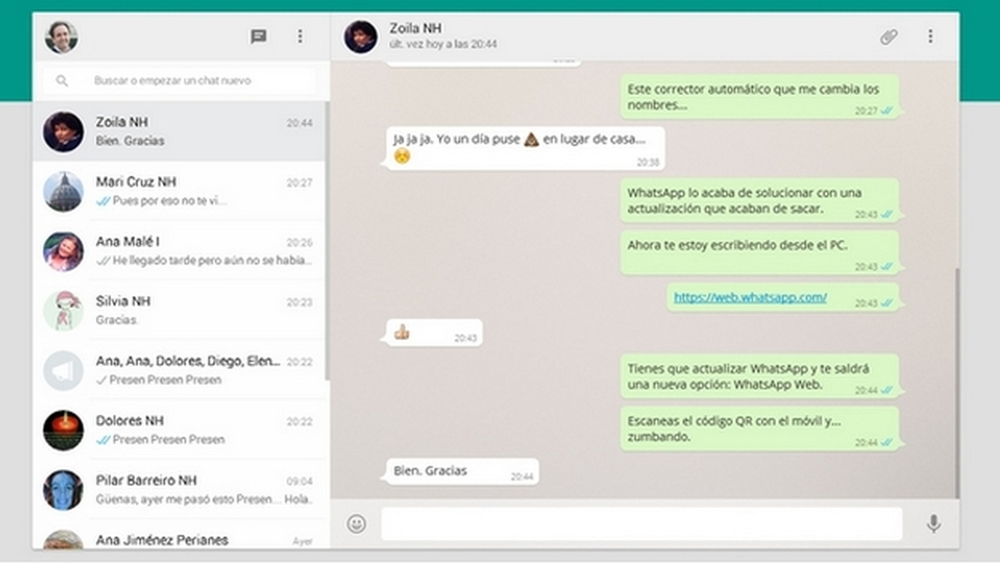 Zoila NH
últ. vez hoy a las 20:44
Buscar o empezar un chat nuevo
Zoila NH
20:44
Bien. Gracias
Mari Cruz NH
20:27
Pues por eso no te vi...
Ana Malé I
20:26
He llegado tarde pero aún no se había...
Silvia NH
20:23
Gracias.
Ana, Ana, Dolores, Diego, Elen...
20:22
Presen Presen Presen
Dolores NH
20:22
Presen Presen Presen
Pilar Barreiro NH
09:04
Güenas, ayer me pasó esto Presen.... Hola.
Ana Jiménez Perianes
Ayer
Este corrector automático que me cambia los
nombres...
20:27
Ja ja ja. Yo un día puse 💩 en lugar de casa...
20:38
WhatsApp lo acaba de solucionar con una
actualización que acaban de sacar.
20:43
Ahora te estoy escribiendo desde el PC.
20:43
https://web.whatsapp.com/
20:43
👍
20:43
Tienes que actualizar WhatsApp y te saldrá
una nueva opción: WhatsApp Web.
20:44
Escaneas el código QR con el móvil y...
zumbando.
20:44
Bien. Gracias
20:44